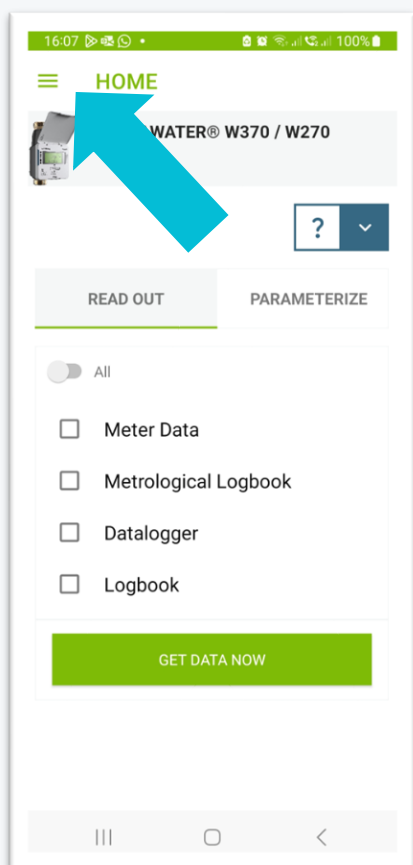 16:07 100%
HOME
WATER® W370 / W270
?
READ OUT PARAMETERIZE
All
Meter Data
Metrological Logbook
Datalogger
Logbook
GET DATA NOW